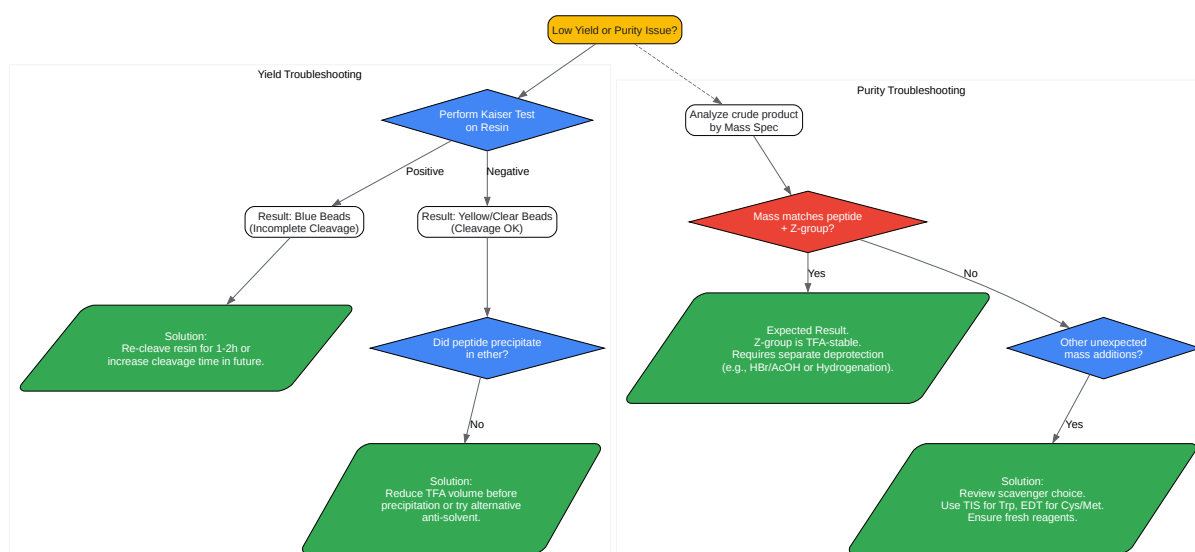 Low Yield or Purity Issue?
Yield Troubleshooting
Perform Kaiser Test
on Resin
Positive
Negative
Result: Blue Beads
(Incomplete Cleavage)
Result: Yellow/Clear Beads
(Cleavage OK)
Solution:
Re-cleave resin for 1-2h or
increase cleavage time in future.
Did peptide precipitate
in ether?
No
Solution:
Reduce TFA volume before
precipitation or try alternative
anti-solvent.
Purity Troubleshooting
Analyze crude product
by Mass Spec
Mass matches peptide
+ Z-group?
Yes
No
Expected Result.
Z-group is TFA-stable.
Requires separate deprotection
(e.g., HBr/AcOH or Hydrogenation).
Other unexpected
mass additions?
Yes
Solution:
Review scavenger choice.
Use TIS for Trp, EDT for Cys/Met.
Ensure fresh reagents.